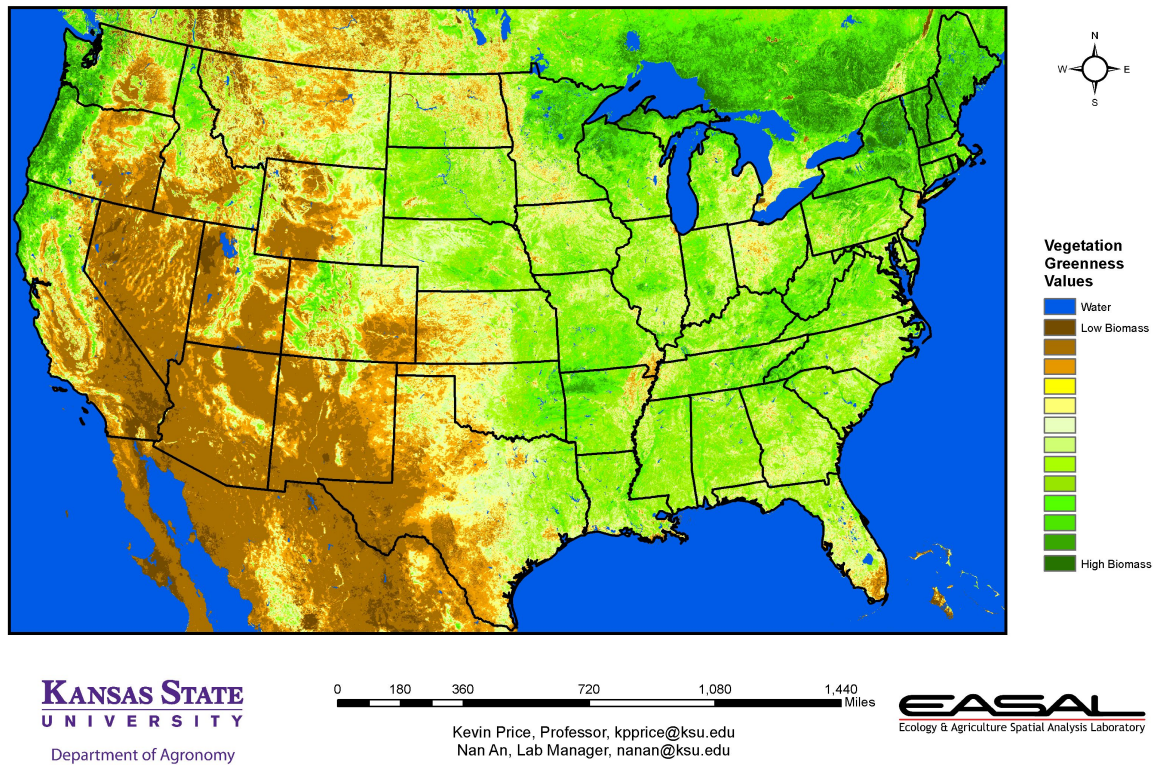 N
W E
S
Vegetation
Greenness
Values
Water
Low Biomass
High Biomass
KANSAS STATE
UNIVERSITY
Department of Agronomy
0 180 360 720 1,080 1,440
Miles
Kevin Price, Professor, kpprice@ksu.edu
Nan An, Lab Manager, nanan@ksu.edu
EASAL
Ecology & Agriculture Spatial Analysis Laboratory